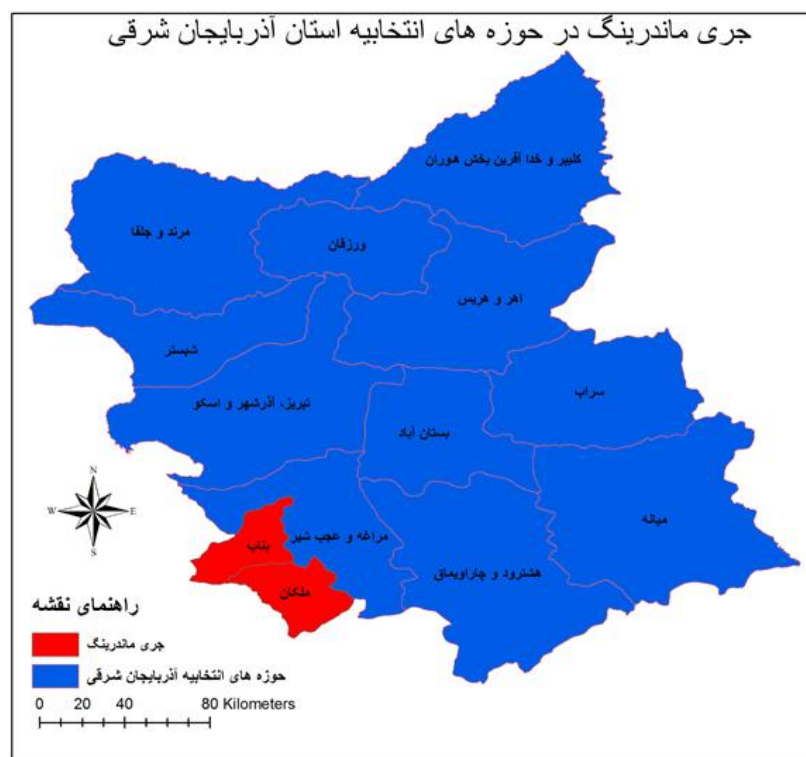 جری ماندرینگ در حوزه های انتخابیه استان آذربایجان شرقی
کلیبر و خدا آفرین بخش هوران
مرند و جلفا
ورزقان
اهر و هریس
شبستر
سراب
تبریز، آذرشهر و اسکو
بستان آباد
میانه
مراغه و عجب شیر
بناب
هشترود و چاراویماق
ملکان
N
W E
S
راهنمای نقشه
جری ماندرینگ
حوزه های انتخابیه آذربایجان شرقی
0 20 40 80 Kilometers